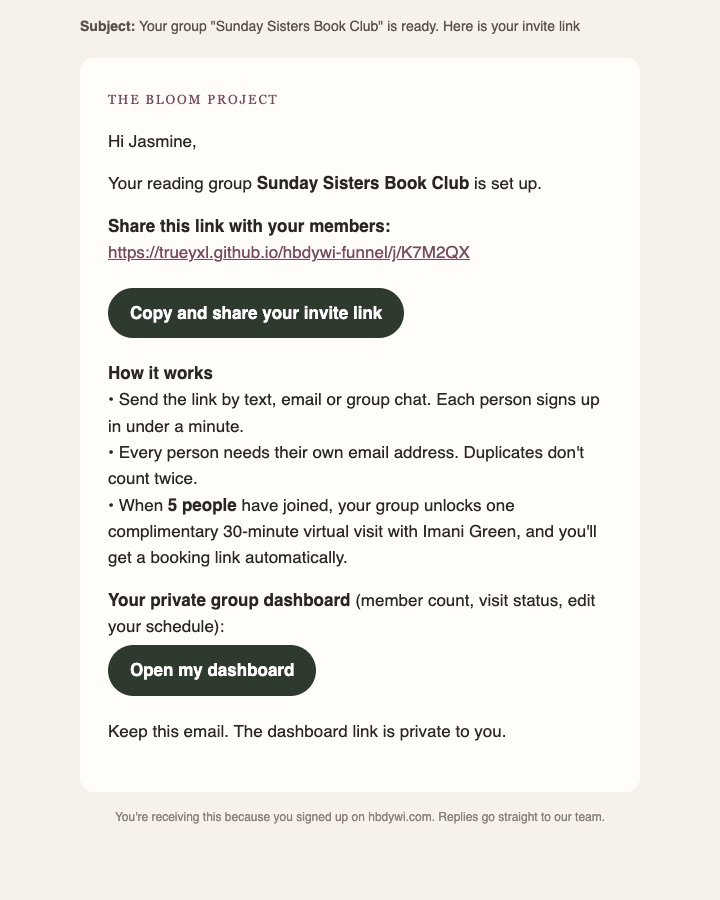 Subject: Your group "Sunday Sisters Book Club" is ready. Here is your invite link
THE BLOOM PROJECT
Hi Jasmine,
Your reading group Sunday Sisters Book Club is set up.
Share this link with your members:
https://trueyxl.github.io/hbdywi-funnel/j/K7M2QX
Copy and share your invite link
How it works
• Send the link by text, email or group chat. Each person signs up
in under a minute.
• Every person needs their own email address. Duplicates don't
count twice.
• When 5 people have joined, your group unlocks one
complimentary 30-minute virtual visit with Imani Green, and you'll
get a booking link automatically.
Your private group dashboard (member count, visit status, edit
your schedule):
Open my dashboard
Keep this email. The dashboard link is private to you.
You're receiving this because you signed up on hbdywi.com. Replies go straight to our team.